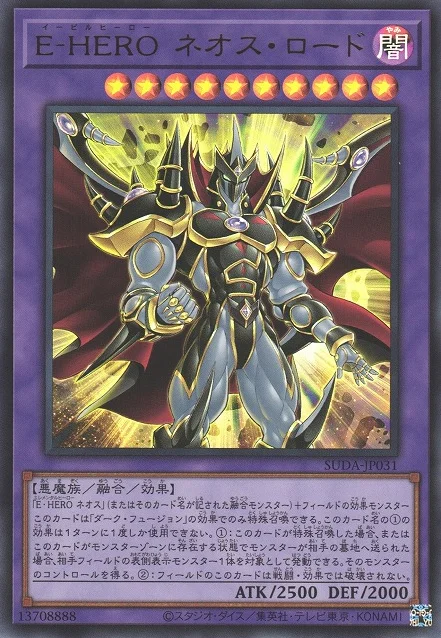 イービルヒーロー
E-HERO ネオス・ロード
やみ
闇
SUDA-JP031
【悪魔族／融合／効果】
「E・HERO ネオス」(またはそのカード名が記された融合モンスター)＋フィールドの効果モンスター
このカードは「ダーク・フュージョン」の効果でのみ特殊召喚できる。このカード名の①の
効果は1ターンに1度しか使用できない。①：このカードが特殊召喚した場合、または
このカードがモンスターゾーンに存在する状態でモンスターが相手の墓地へ送られ
た場合、相手フィールドの表側表示モンスター1体を対象として発動できる。そのモンスター
のコントロールを得る。②：フィールドのこのカードは戦闘・効果では破壊されない。
ATK/2500 DEF/2000
13708888
©スタジオ・ダイス／集英社・テレビ東京・KONAMI